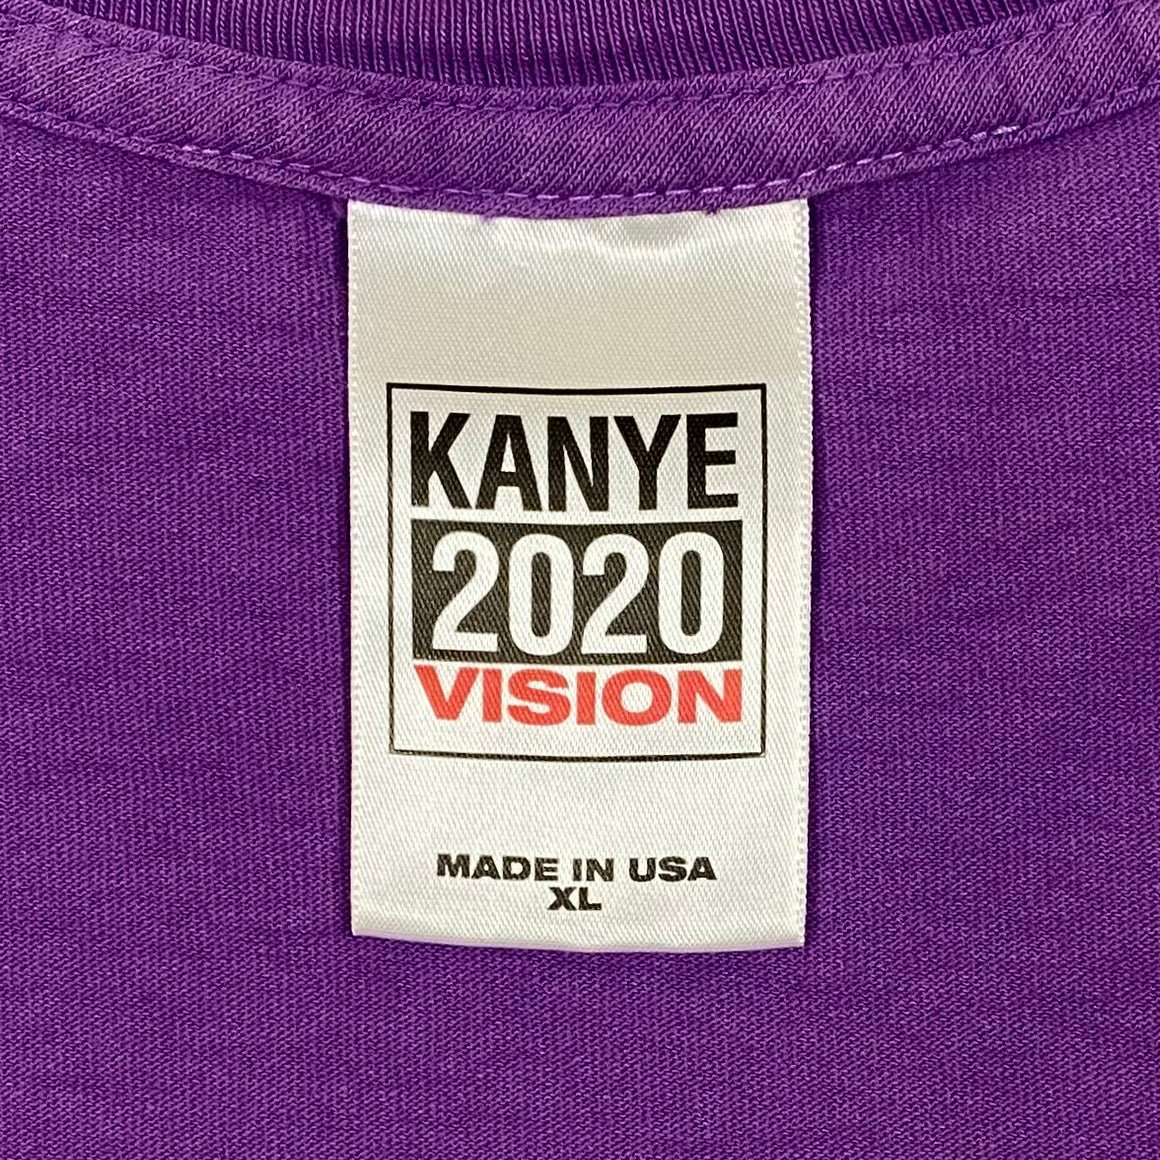 KANYE
2020
VISION
MADE IN USA
XL